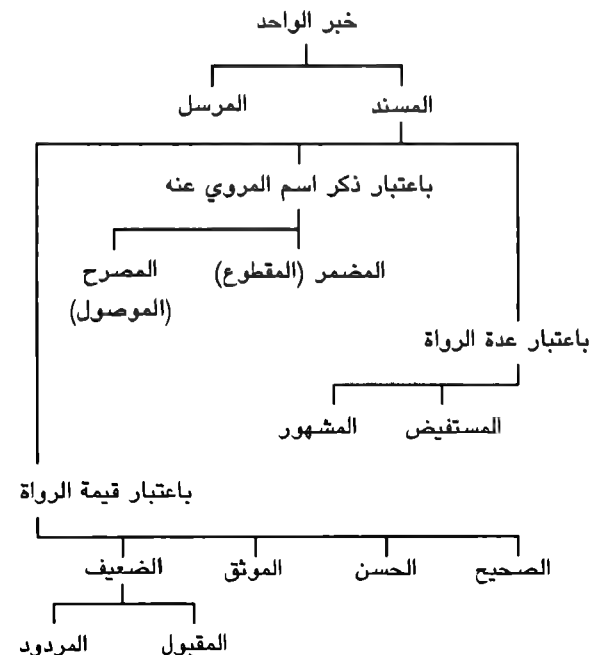 خبر الواحد
المسند
المرسل
باعتبار ذكر اسم المروي عنه
المضمر (المقطوع)
المصرح
(الموصول)
باعتبار عدة الرواة
المستفيض
المشهور
باعتبار قيمة الرواة
الصحيح
الحسن
الموثق
الضعيف
المقبول
المردود